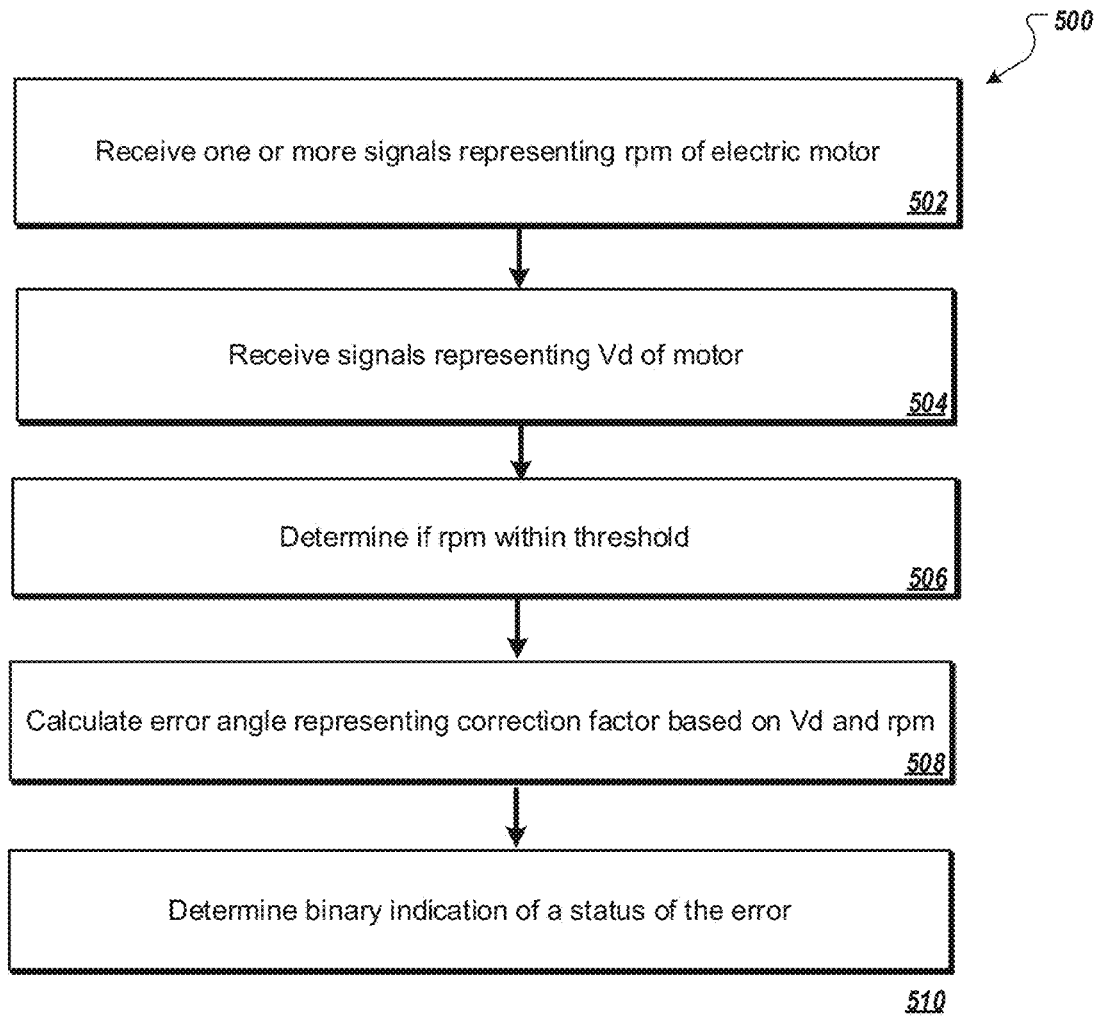 500
Receive one or more signals representing rpm of electric motor
502
Receive signals representing Vd of motor
504
Determine if rpm within threshold
506
Calculate error angle representing correction factor based on Vd and rpm
508
Determine binary indication of a status of the error
510